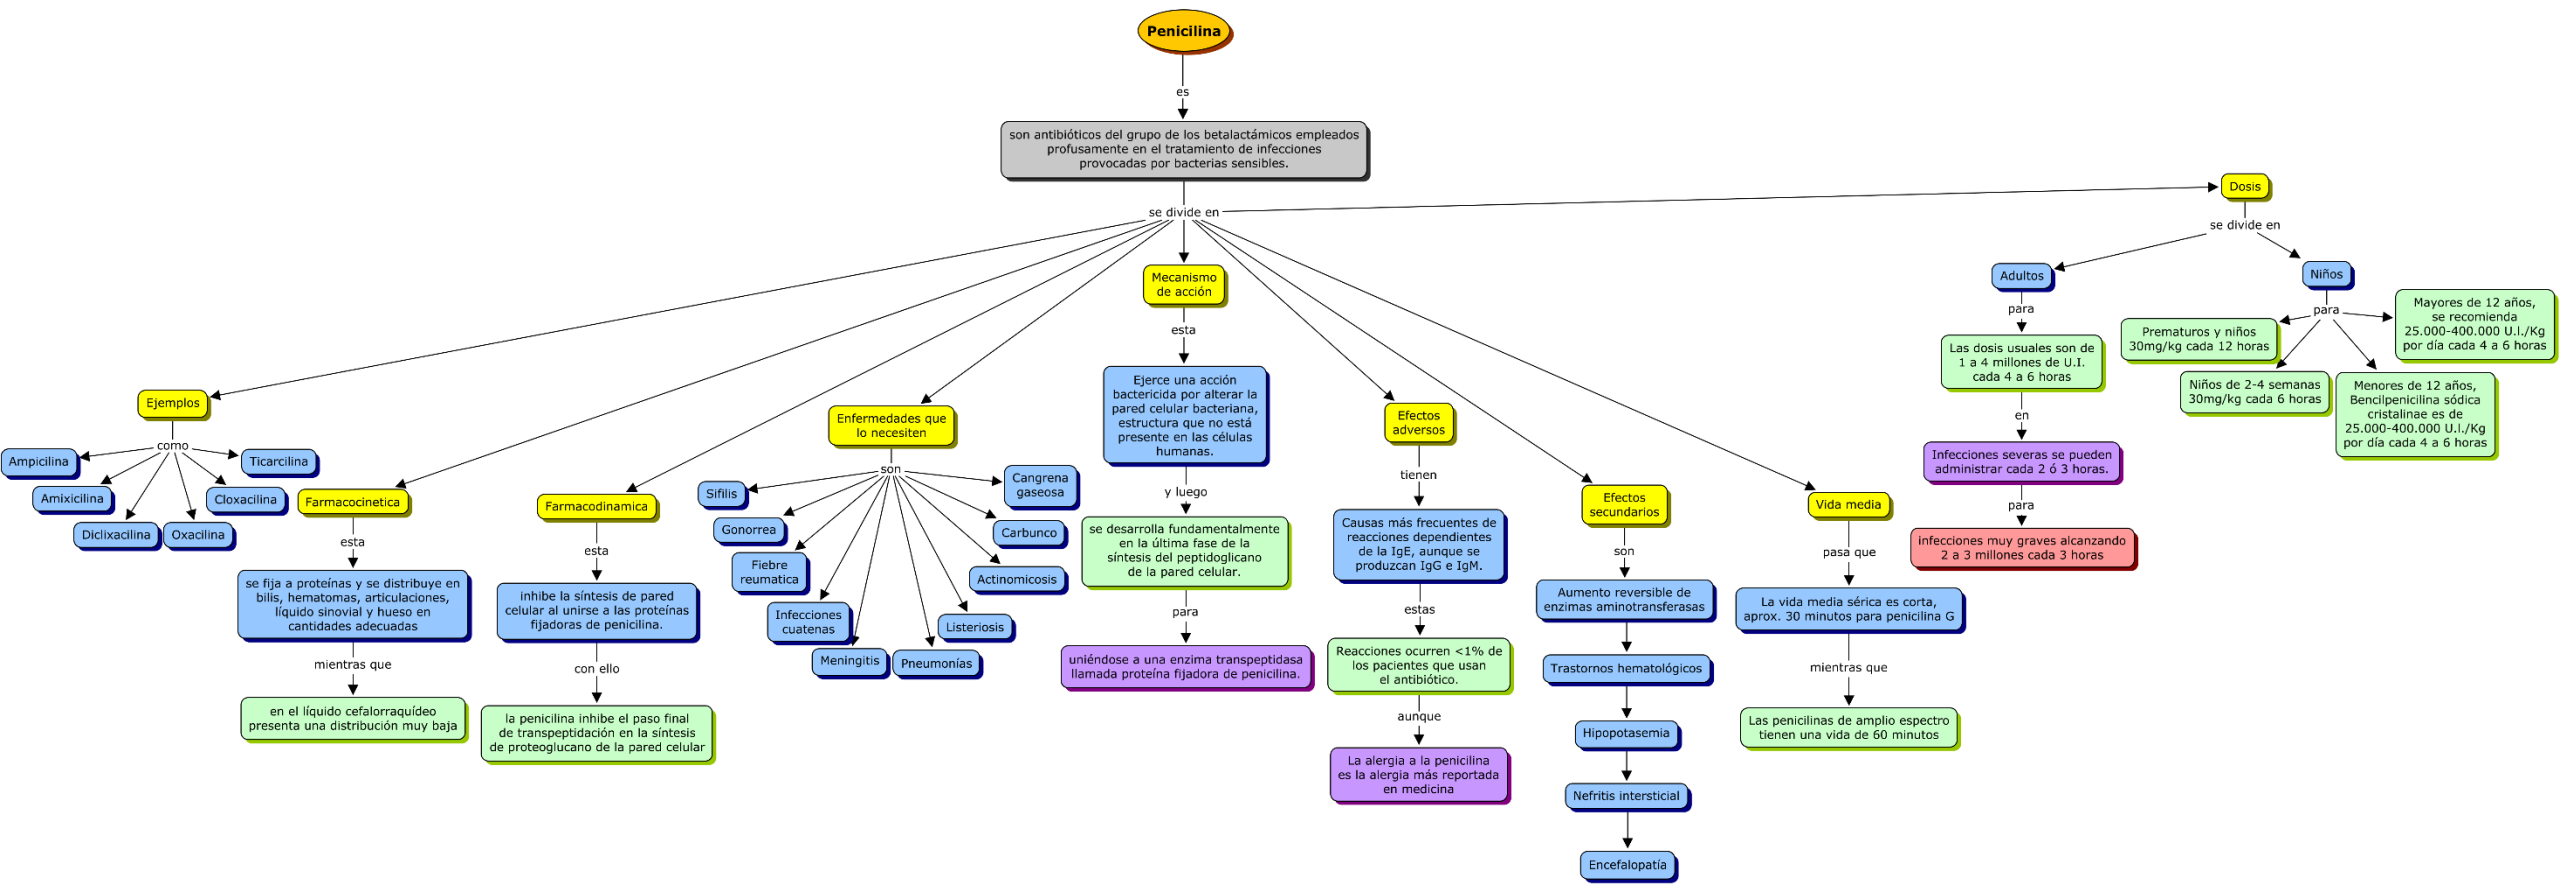 Penicilina
es
son antibióticos del grupo de los betalactámicos empleados
profusamente en el tratamiento de infecciones
provocadas por bacterias sensibles.
se divide en
Ejemplos
como
Ampicilina
Amixicilina
Diclixacilina
Oxacilina
Cloxacilina
Ticarcilina
Farmacocinetica
esta
se fija a proteínas y se distribuye en
bilis, hematomas, articulaciones,
líquido sinovial y hueso en
cantidades adecuadas
mientras que
en el líquido cefalorraquídeo
presenta una distribución muy baja
Farmacodinamica
esta
inhibe la síntesis de pared
celular al unirse a las proteínas
fijadoras de penicilina.
con ello
la penicilina inhibe el paso final
de transpeptidación en la síntesis
de proteoglucano de la pared celular
Enfermedades que
lo necesiten
son
Sifilis
Gonorrea
Fiebre
reumatica
Infecciones
cuatenas
Meningitis
Pneumonías
Listeriosis
Actinomicosis
Carbunco
Cangrena
gaseosa
Mecanismo
de acción
esta
Ejerce una acción
bactericida por alterar la
pared celular bacteriana,
estructura que no está
presente en las células
humanas.
y luego
se desarrolla fundamentalmente
en la última fase de la
síntesis del peptidoglicano
de la pared celular.
para
uniéndose a una enzima transpeptidasa
llamada proteína fijadora de penicilina.
Efectos
adversos
tienen
Causas más frecuentes de
reacciones dependientes
de la IgE, aunque se
produzcan IgG e IgM.
estas
Reacciones ocurren <1% de
los pacientes que usan
el antibiótico.
aunque
La alergia a la penicilina
es la alergia más reportada
en medicina
Efectos
secundarios
son
Aumento reversible de
enzimas aminotransferasas
Trastornos hematológicos
Hipopotasemia
Nefritis intersticial
Encefalopatía
Vida media
pasa que
La vida media sérica es corta,
aprox. 30 minutos para penicilina G
mientras que
Las penicilinas de amplio espectro
tienen una vida de 60 minutos
Dosis
se divide en
Adultos
para
Las dosis usuales son de
1 a 4 millones de U.I.
cada 4 a 6 horas
en
Infecciones severas se pueden
administrar cada 2 ó 3 horas.
para
infecciones muy graves alcanzando
2 a 3 millones cada 3 horas
Niños
para
Prematuros y niños
30mg/kg cada 12 horas
Niños de 2-4 semanas
30mg/kg cada 6 horas
Menores de 12 años,
Bencilpenicilina sódica
cristalinae es de
25.000-400.000 U.I./Kg
por día cada 4 a 6 horas
Mayores de 12 años,
se recomienda
25.000-400.000 U.I./Kg
por día cada 4 a 6 horas